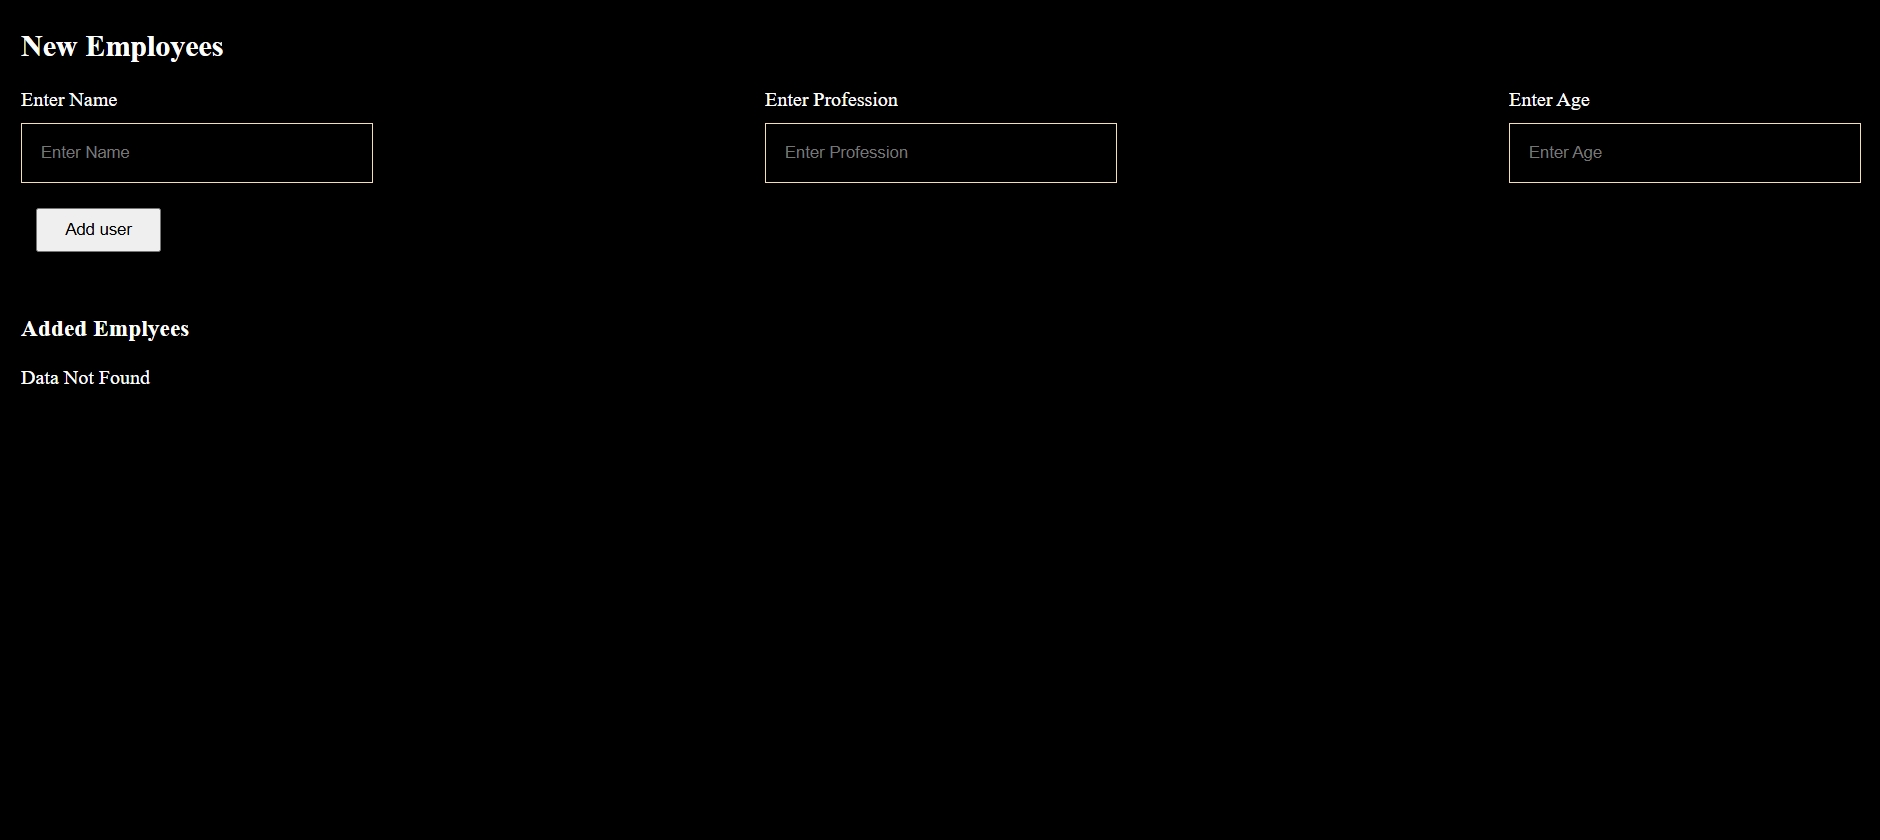 New Employees
Enter Name Enter Profession Enter Age
Enter Name Enter Profession Enter Age
Add user
Added Emplyees
Data Not Found